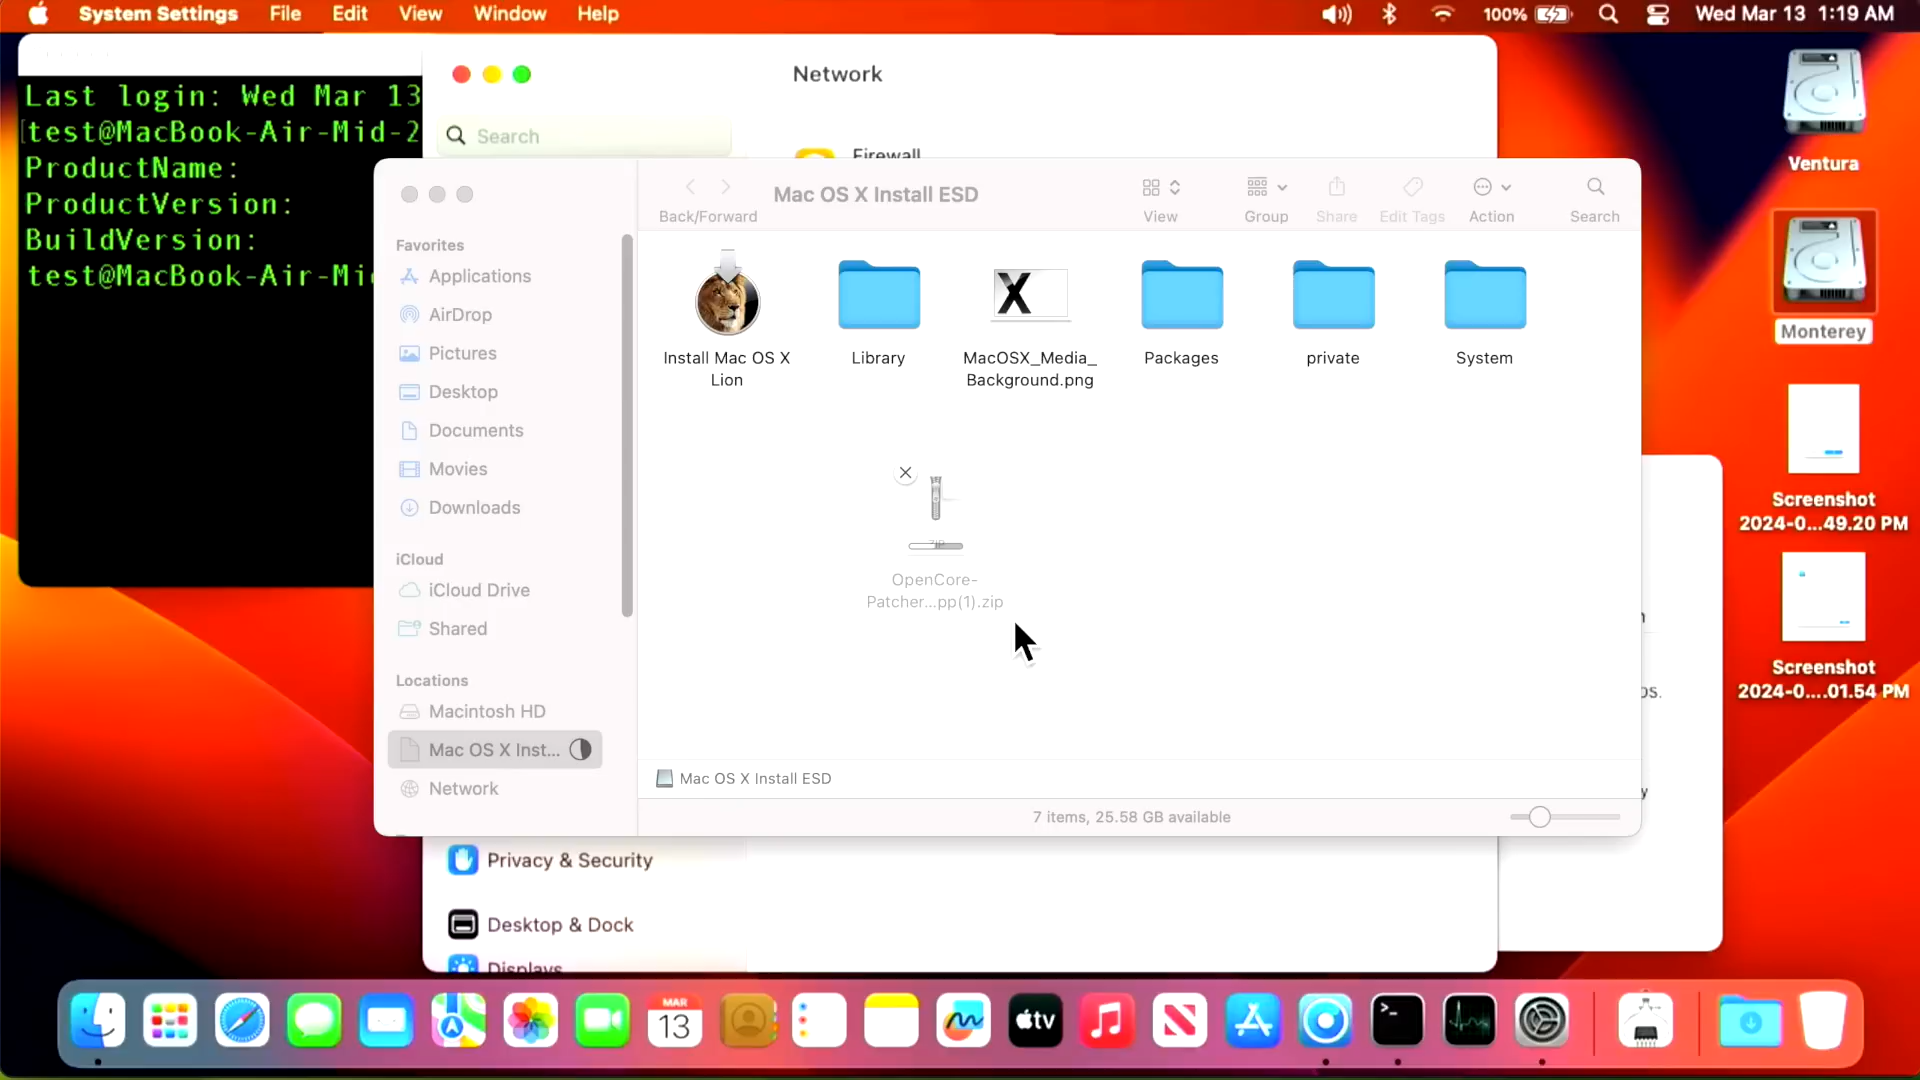 System Settings File Edit View Window Help 100% Wed Mar 13 1:19 AM
Last login: Wed Mar 13
[test@MacBook-Air-Mid-2
ProductName:
ProductVersion:
BuildVersion:
test@MacBook-Air-Mi
Network
Search
Firewall
Back/Forward
Mac OS X Install ESD
View
Group
Share
Edit Tags
Action
Search
Favorites
Applications
AirDrop
Pictures
Desktop
Documents
Movies
Downloads
iCloud
iCloud Drive
Shared
Locations
Macintosh HD
Mac OS X Inst...
Network
Install Mac OS X
Lion
Library
MacOSX_Media_
Background.png
Packages
private
System
ZIP
OpenCore-
Patcher...pp(1).zip
Mac OS X Install ESD
7 items, 25.58 GB available
Privacy & Security
Desktop & Dock
Displays
Ventura
Monterey
Screenshot
2024-0...49.20 PM
Screenshot
2024-0....01.54 PM
MAR
13
tv